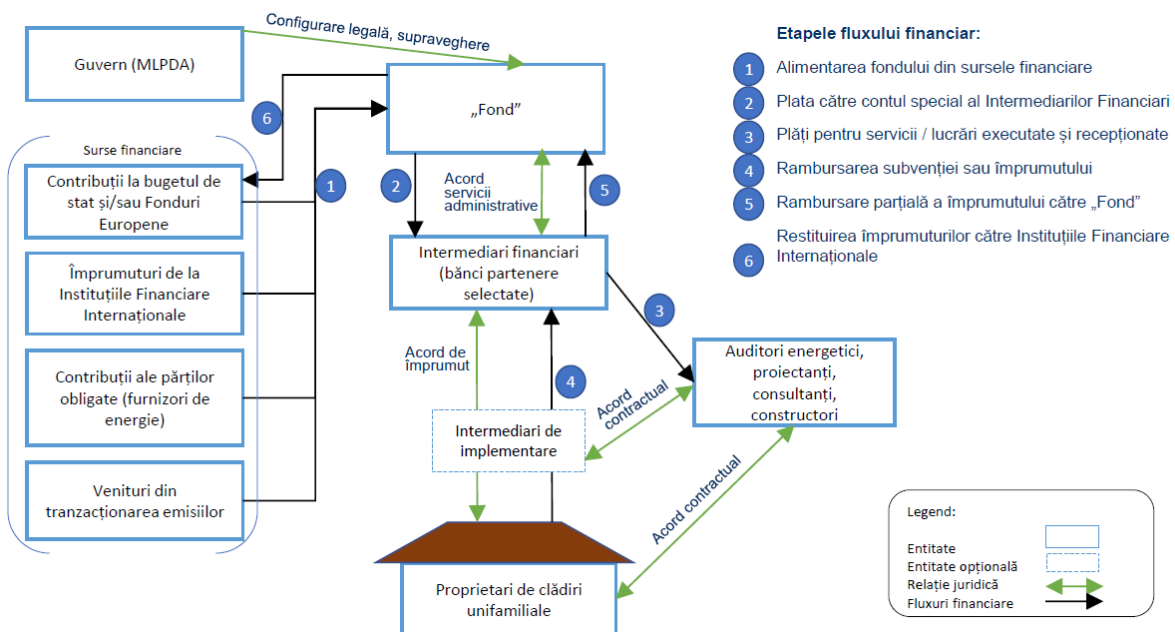 Configurare legală, supraveghere
Guvern (MLPDA)
„Fond”
6
Surse financiare
Contribuții la bugetul de
stat și/sau Fonduri
Europene
1
Împrumuturi de la
Instituțiile Financiare
Internaționale
Contribuții ale părților
obligate (furnizori de
energie)
Venituri din
tranzacționarea emisiilor
2
Acord
servicii
administrative
5
Intermediari financiari
(bănci partenere
selectate)
3
Acord de
împrumut
4
Acord
contractual
Auditori energetici,
proiectanți,
consultanți,
constructori
Intermediari de
implementare
Acord contractual
Proprietari de clădiri
unifamiliale
Etapele fluxului financiar:
1 Alimentarea fondului din sursele financiare
2 Plata către contul special al Intermediarilor Financiari
3 Plăți pentru servicii / lucrări executate și recepționate
4 Rambursarea subvenției sau împrumutului
5 Rambursare parțială a împrumutului către „Fond”
6 Restituirea împrumuturilor către Instituțiile Financiare
Internaționale
Legend:
Entitate
Entitate opțională
Relație juridică
Fluxuri financiare